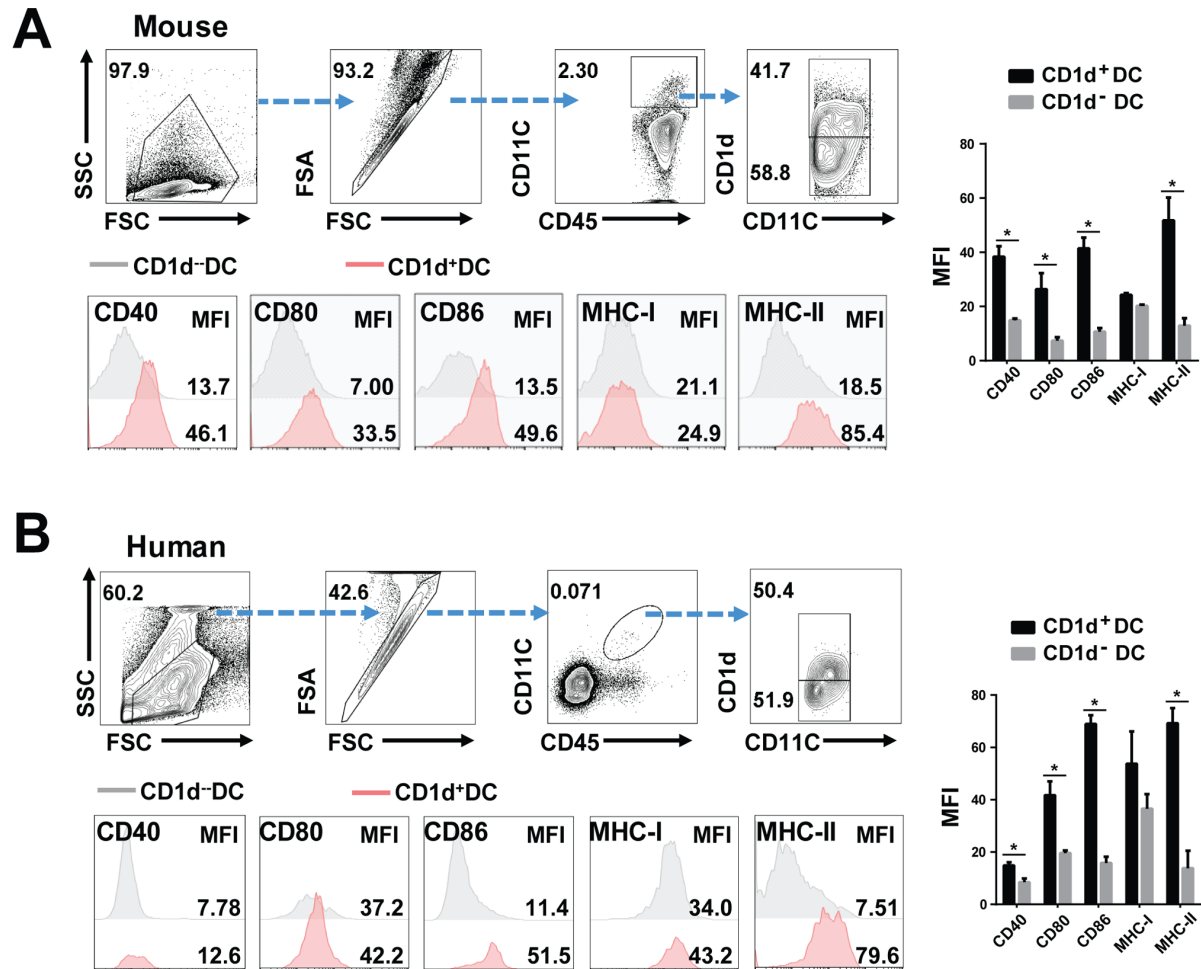 A
Mouse
97.9
SSC
FSC
93.2
FSA
FSC
2.30
CD11C
CD45
41.7
58.8
CD1d
CD11C
CD1d⁺ DC
CD1d⁻ DC
MFI
80
60
40
20
0
*
*
*
*
CD40
CD80
CD86
MHC-I
MHC-II
CD1d⁻⁻DC
CD1d⁺DC
CD40 MFI
13.7
46.1
CD80 MFI
7.00
33.5
CD86 MFI
13.5
49.6
MHC-I MFI
21.1
24.9
MHC-II MFI
18.5
85.4
B
Human
60.2
SSC
FSC
42.6
FSA
FSC
0.071
CD11C
CD45
50.4
51.9
CD1d
CD11C
CD1d⁺ DC
CD1d⁻ DC
MFI
80
60
40
20
0
*
*
*
*
CD40
CD80
CD86
MHC-I
MHC-II
CD1d⁻⁻DC
CD1d⁺DC
CD40 MFI
7.78
12.6
CD80 MFI
37.2
42.2
CD86 MFI
11.4
51.5
MHC-I MFI
34.0
43.2
MHC-II MFI
7.51
79.6